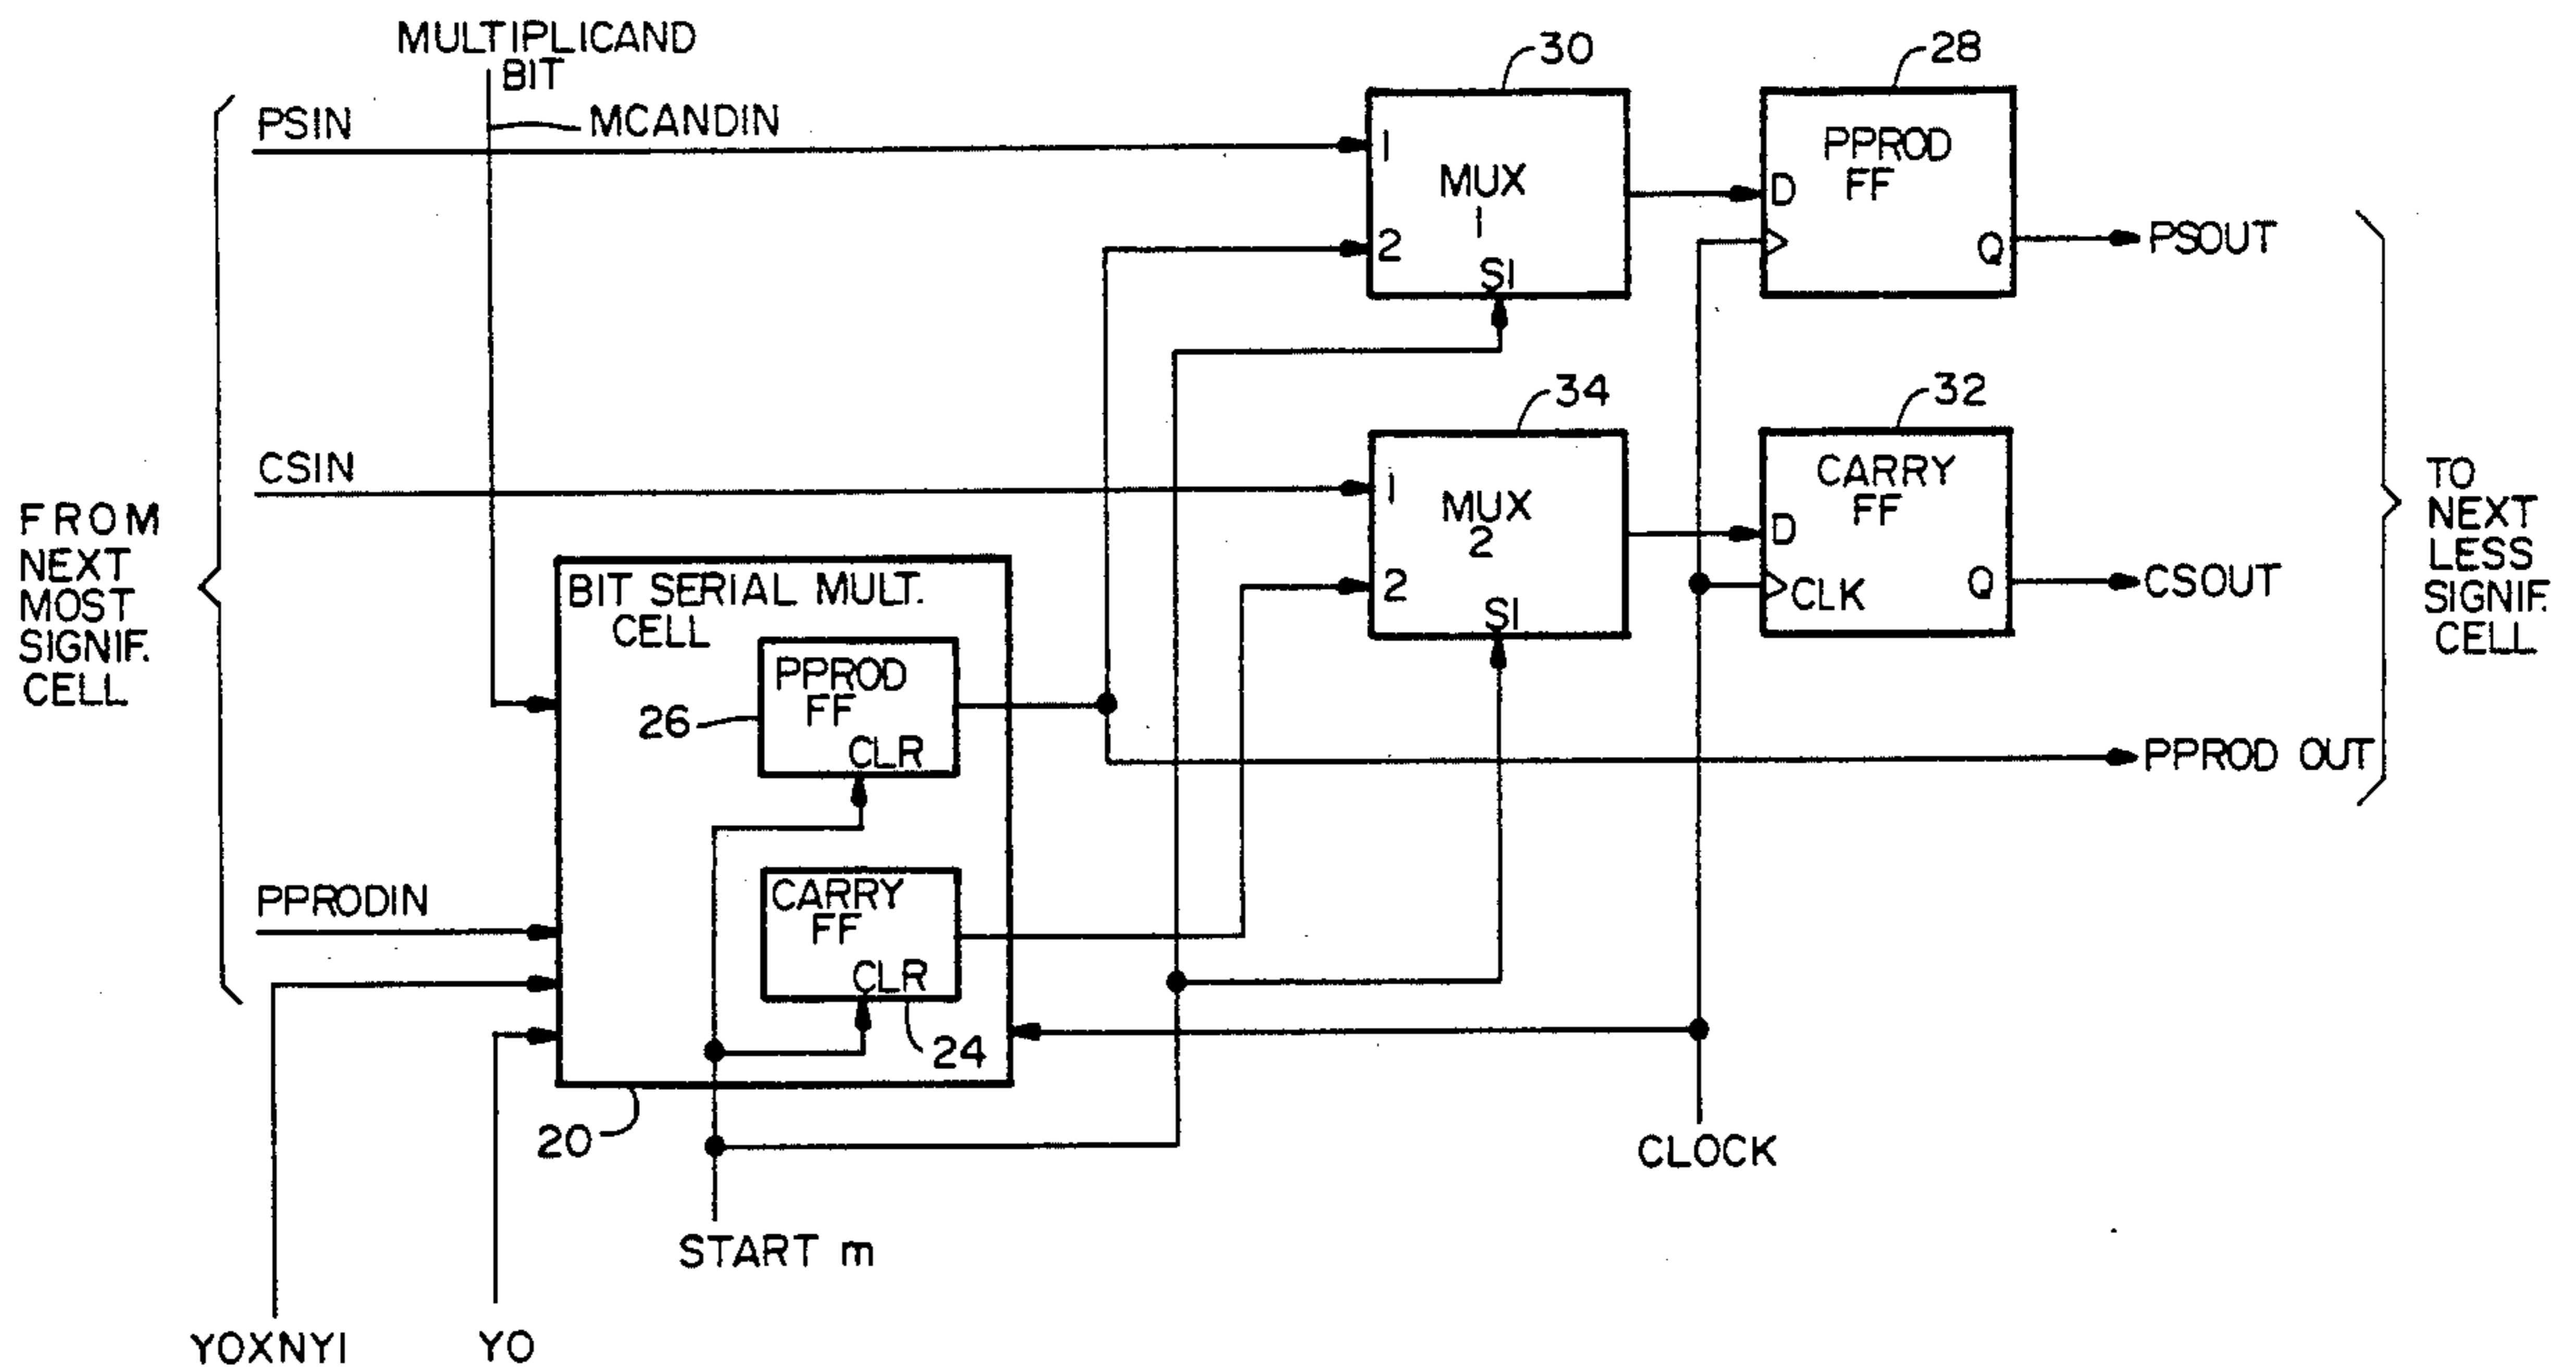 MULTIPLICAND
BIT
PSIN
MCANDIN
30
28
1
MUX
1
2
S1
PPROD
FF
D
Q
PSOUT
CSIN
34
32
1
MUX
2
2
S1
CARRY
FF
D
CLK
Q
CSOUT
FROM
NEXT
MOST
SIGNIF.
CELL
TO
NEXT
LESS
SIGNIF.
CELL
BIT SERIAL MULT.
CELL
PPROD
FF
CLR
26
PPROD OUT
PPRODIN
CARRY
FF
CLR
24
20
CLOCK
START m
YOXNYI
YO